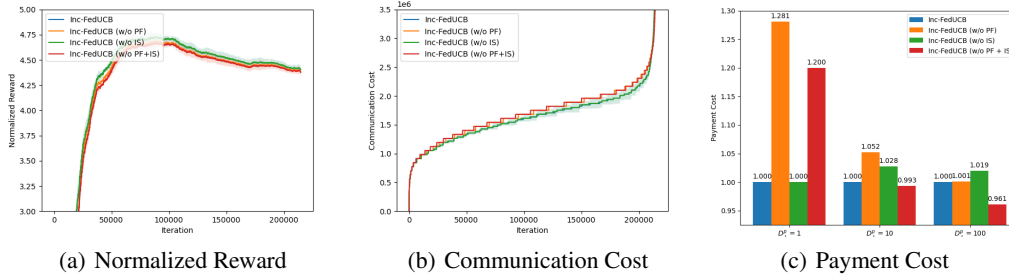 5.00
4.75
4.50
4.25
4.00
3.75
3.50
3.25
3.00
Normalized Reward
Inc-FedUCB
Inc-FedUCB (w/o PF)
Inc-FedUCB (w/o IS)
Inc-FedUCB (w/o PF+IS)
0 50000 100000 150000 200000
Iteration
(a) Normalized Reward
1e6
3.5
3.0
2.5
2.0
1.5
1.0
0.5
0.0
Communication Cost
Inc-FedUCB
Inc-FedUCB (w/o PF)
Inc-FedUCB (w/o IS)
Inc-FedUCB (w/o PF+IS)
0 50000 100000 150000 200000
Iteration
(b) Communication Cost
1.30
1.25
1.20
1.15
1.10
1.05
1.00
0.95
Payment Cost
Inc-FedUCB
Inc-FedUCB (w/o PF)
Inc-FedUCB (w/o IS)
Inc-FedUCB (w/o PF + IS)
1.000 1.281 1.000 1.200
1.000 1.052 1.028 0.993
1.000 1.001 1.019 0.961
= 1 = 10 = 100
(c) Payment Cost